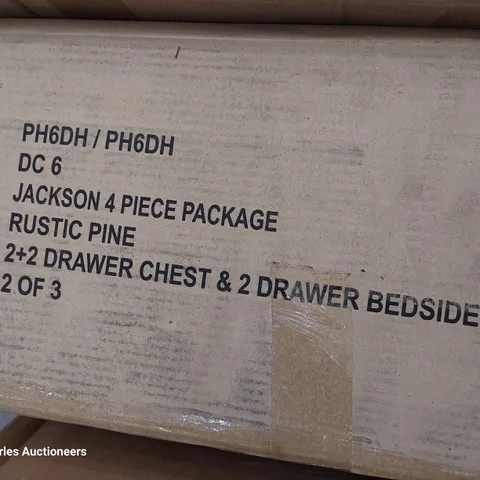 PH6DH / PH6DH
DC 6
JACKSON 4 PIECE PACKAGE
RUSTIC PINE
2+2 DRAWER CHEST & 2 DRAWER BEDSIDE
2 OF 3
rles Auctioneers